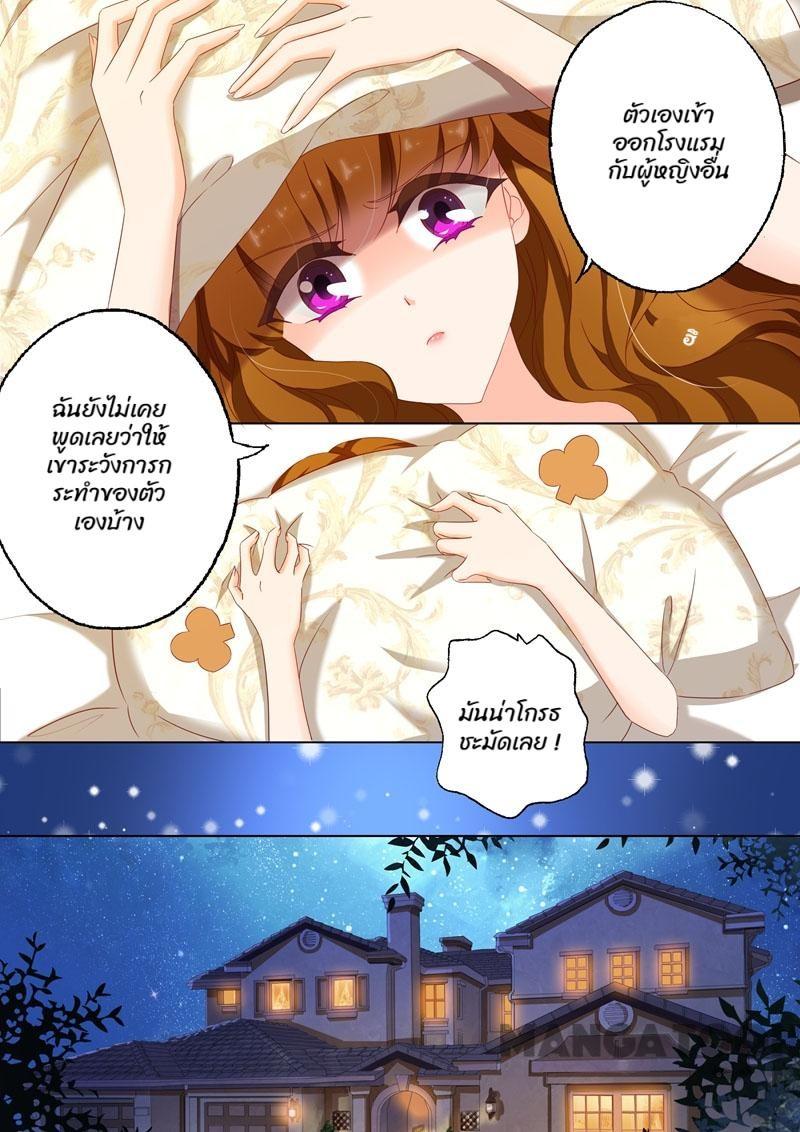 ตัวเองเข้า
ออกโรงแรม
กับผู้หญิงอื่น
ฮึ
ฉันยังไม่เคย
พูดเลยว่าให้
เขาระวังการก
ระทำของตัว
เองบ้าง
มันน่าโกรธ
ชะมัดเลย !